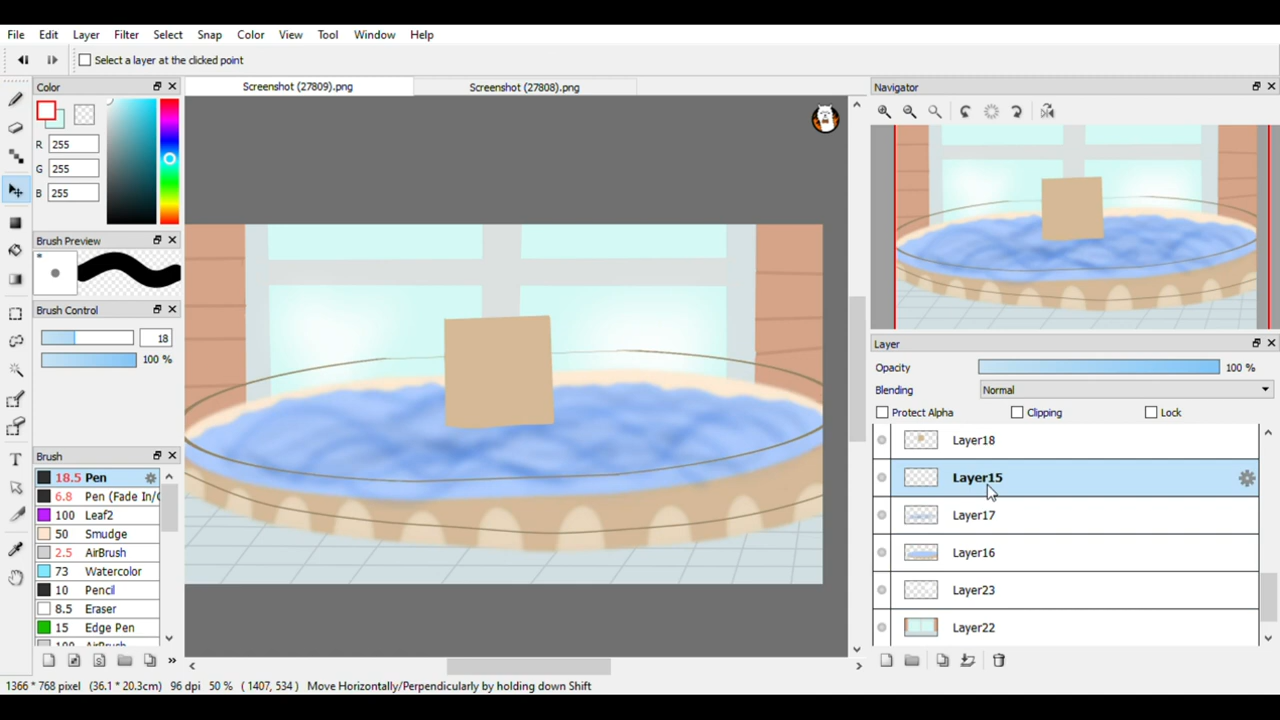 File Edit Layer Filter Select Snap Color View Tool Window Help
Select a layer at the clicked point
Color
R 255
G 255
B 255
Brush Preview
Brush Control
18
100 %
Brush
18.5 Pen
6.8 Pen (Fade In/
100 Leaf2
50 Smudge
2.5 AirBrush
73 Watercolor
10 Pencil
8.5 Eraser
15 Edge Pen
100 AirBrush
Screenshot (27809).png Screenshot (27808).png
Navigator
Layer
Opacity 100 %
Blending Normal
Protect Alpha Clipping Lock
Layer18
Layer15
Layer17
Layer16
Layer23
Layer22
1366 * 768 pixel (36.1 * 20.3cm) 96 dpi 50 % ( 1407, 534 ) Move Horizontally/Perpendicularly by holding down Shift